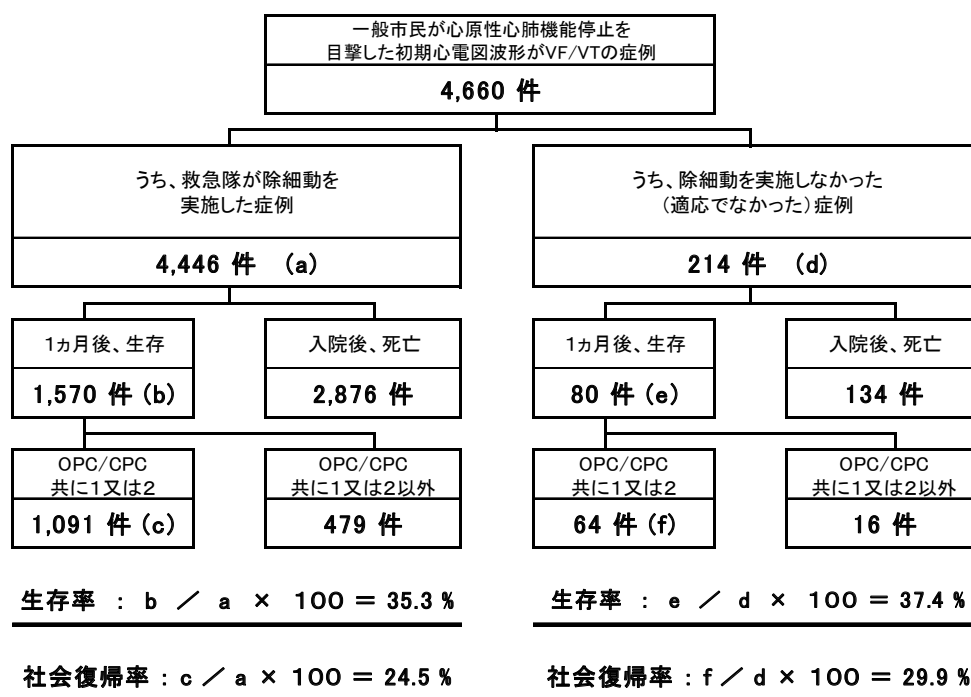 一般市民が心原性心肺機能停止を
目撃した初期心電図波形がVF/VTの症例
4,660 件
うち、救急隊が除細動を
実施した症例
4,446 件 (a)
うち、除細動を実施しなかった
(適応でなかった)症例
214 件 (d)
1ヵ月後、生存
1,570 件 (b)
入院後、死亡
2,876 件
1ヵ月後、生存
80 件 (e)
入院後、死亡
134 件
OPC/CPC
共に1又は2
1,091 件 (c)
OPC/CPC
共に1又は2以外
479 件
OPC/CPC
共に1又は2
64 件 (f)
OPC/CPC
共に1又は2以外
16 件
生存率 : b / a × 100 = 35.3 %
生存率 : e / d × 100 = 37.4 %
社会復帰率 : c / a × 100 = 24.5 %
社会復帰率 : f / d × 100 = 29.9 %